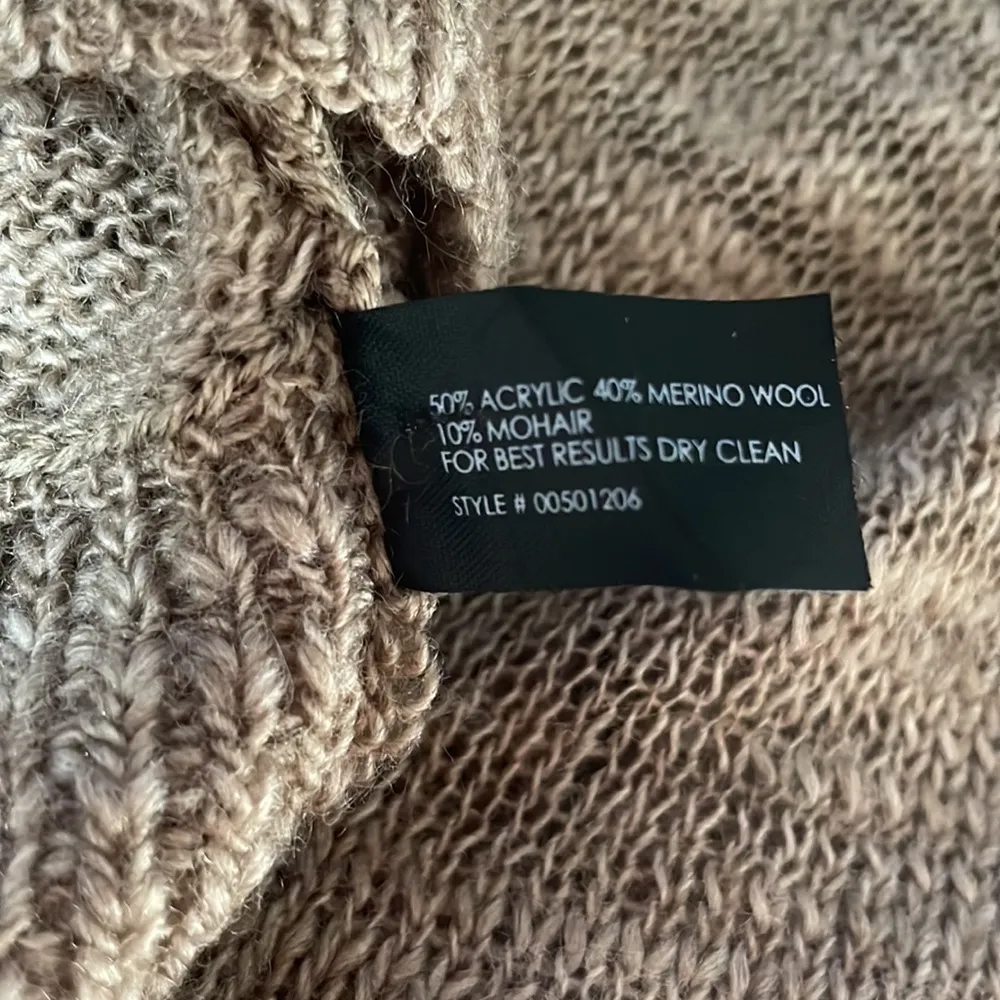 50% ACRYLIC 40% MERINO WOOL
10% MOHAIR
FOR BEST RESULTS DRY CLEAN
STYLE # 00501206